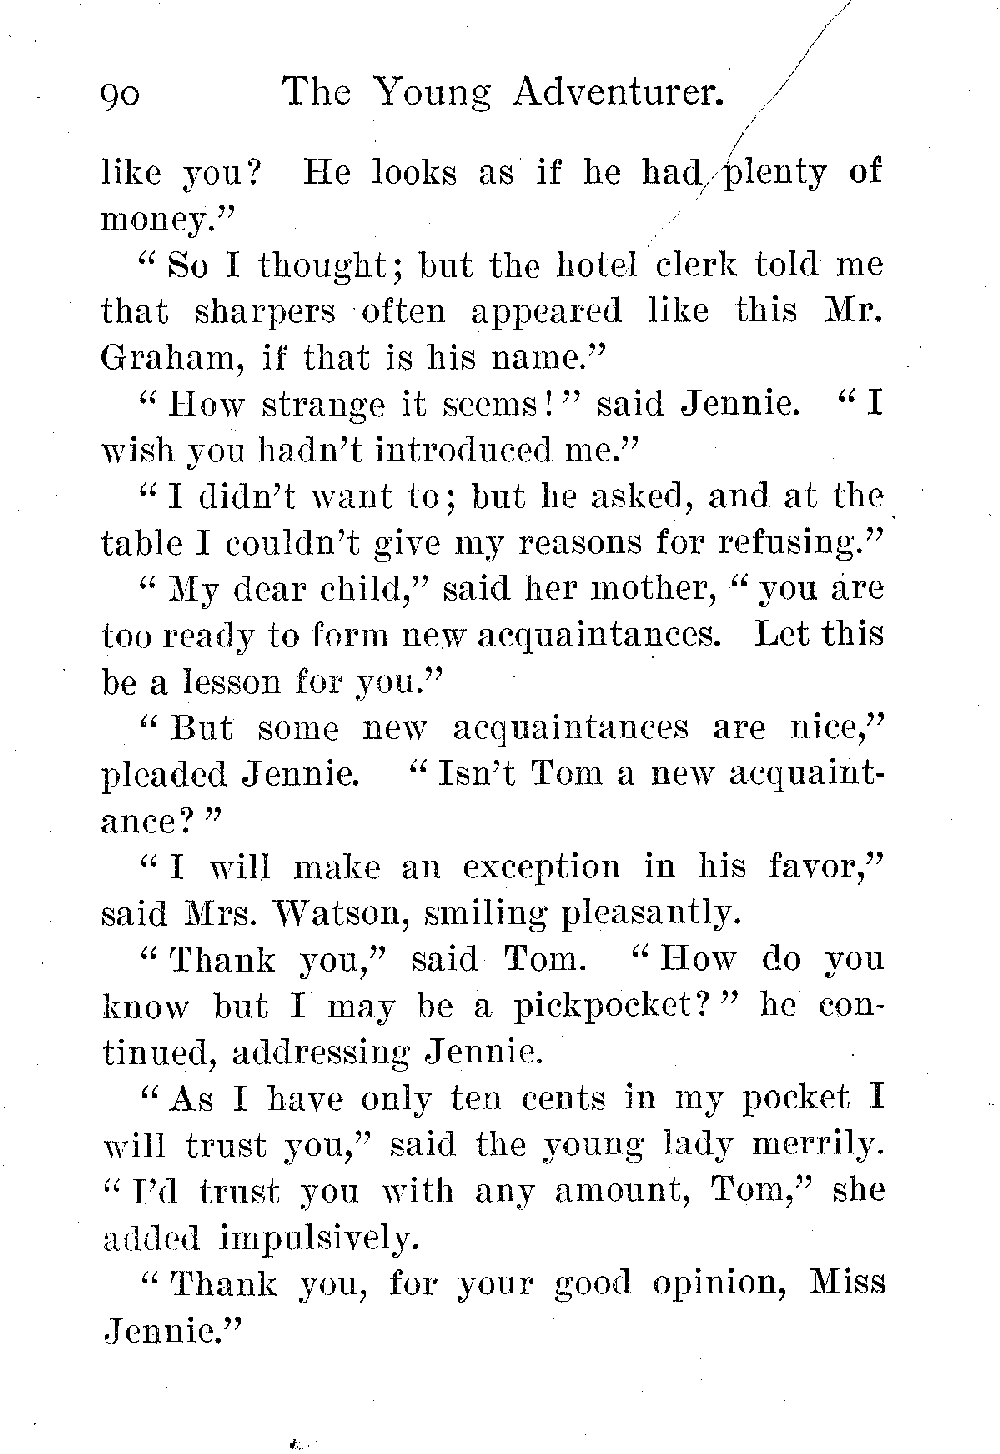 90 The Young Adventurer.
like you? He looks as if he had plenty of
money.”
“ So I thought; but the hotel clerk told me
that sharpers often appeared like this Mr.
Graham, if that is his name.”
“ How strange it seems!” said Jennie. “ I
wish you hadn’t introduced me.”
“ I didn’t want to; but he asked, and at the
table I couldn’t give my reasons for refusing.”
“ My dear child,” said her mother, “ you are
too ready to form new acquaintances. Let this
be a lesson for you.”
“ But some new acquaintances are nice,”
pleaded Jennie. “ Isn’t Tom a new acquaint-
ance? ”
“ I will make an exception in his favor,”
said Mrs. Watson, smiling pleasantly.
“ Thank you,” said Tom. “ How do you
know but I may be a pickpocket? ” he con-
tinued, addressing Jennie.
“ As I have only ten cents in my pocket I
will trust you,” said the young lady merrily.
“ I’d trust you with any amount, Tom,” she
added impulsively.
“ Thank you, for your good opinion, Miss
Jennie.”